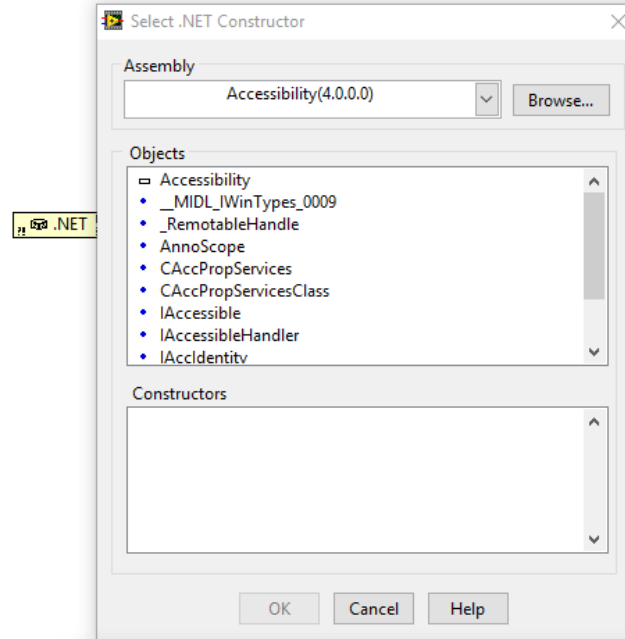 Select .NET Constructor
Assembly
Accessibility(4.0.0.0)
Browse...
Objects
Accessibility
__MIDL_IWinTypes_0009
_RemotableHandle
?! .NET
AnnoScope
CAccPropServices
CAccPropServicesClass
IAccessible
IAccessibleHandler
IAccIdentity
Constructors
OK Cancel Help